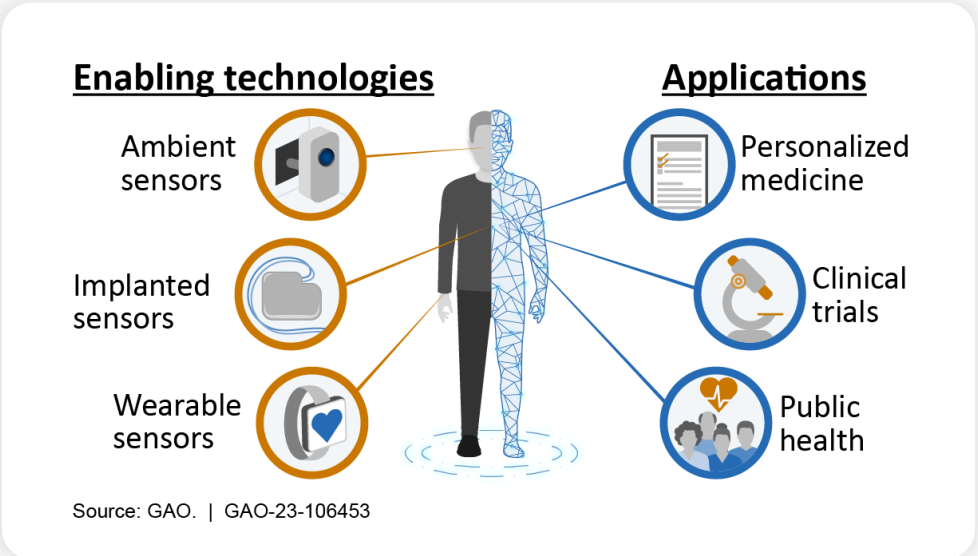 Enabling technologies
Ambient
sensors
Implanted
sensors
Wearable
sensors
Applications
Personalized
medicine
Clinical
trials
Public
health
Source: GAO. | GAO-23-106453